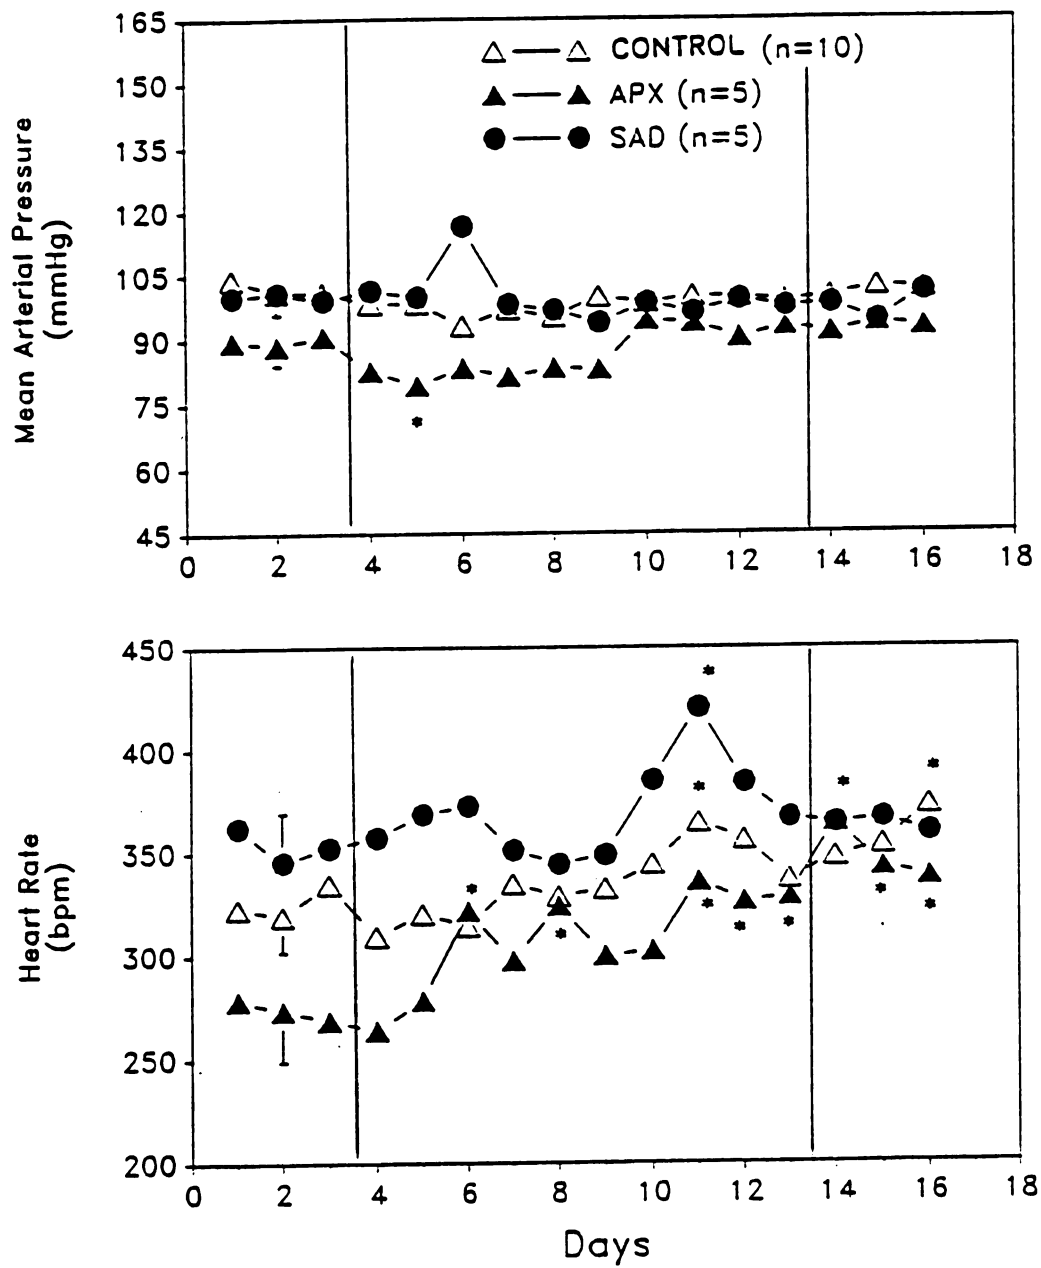 165
150
135
120
105
90
75
60
45
Mean Arterial Pressure
(mmHg)
CONTROL (n=10)
APX (n=5)
SAD (n=5)
*
0 2 4 6 8 10 12 14 16 18
450
400
350
300
250
200
Heart Rate
(bpm)
* * * * * * * * * * * *
0 2 4 6 8 10 12 14 16 18
Days